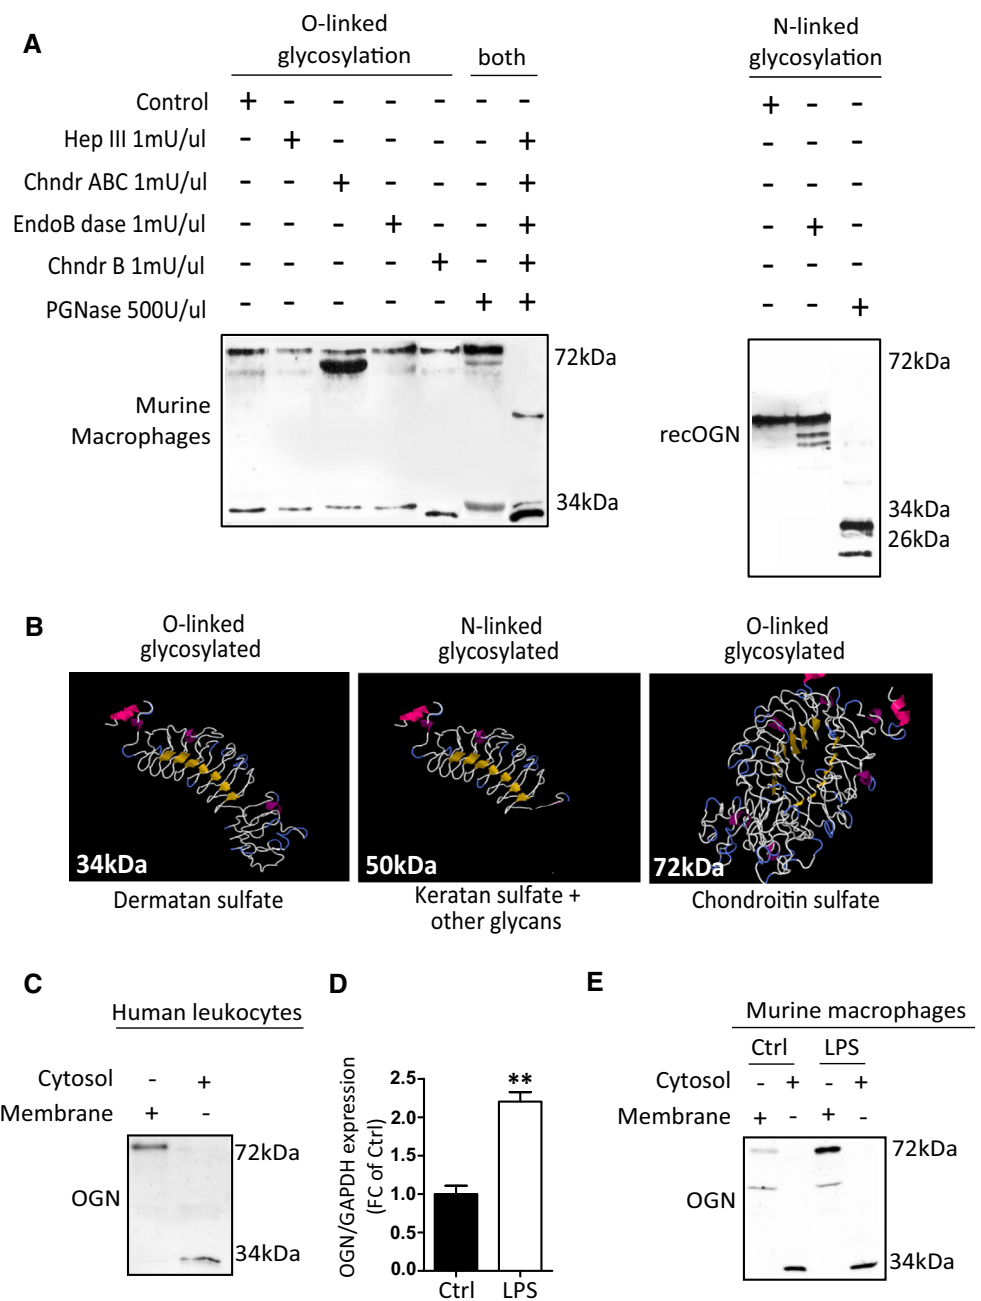 A
O-linked
glycosylation
both
N-linked
glycosylation
Control + - - - - - - + - -
Hep III 1mU/ul - + - - - - + - - -
Chndr ABC 1mU/ul - - + - - - + - - -
EndoB dase 1mU/ul - - - + - - + - + -
Chndr B 1mU/ul - - - - + - + - - -
PGNase 500U/ul - - - - - + + - - +
Murine
Macrophages
72kDa
34kDa
recOGN
72kDa
34kDa
26kDa
B
O-linked
glycosylated
N-linked
glycosylated
O-linked
glycosylated
34kDa
50kDa
72kDa
Dermatan sulfate
Keratan sulfate +
other glycans
Chondroitin sulfate
C
Human leukocytes
Cytosol - +
Membrane + -
OGN
72kDa
34kDa
D
OGN/GAPDH expression
(FC of Ctrl)
2.5
2.0
1.5
1.0
0.5
0.0
**
Ctrl LPS
E
Murine macrophages
Ctrl LPS
Cytosol - + - +
Membrane + - + -
OGN
72kDa
34kDa